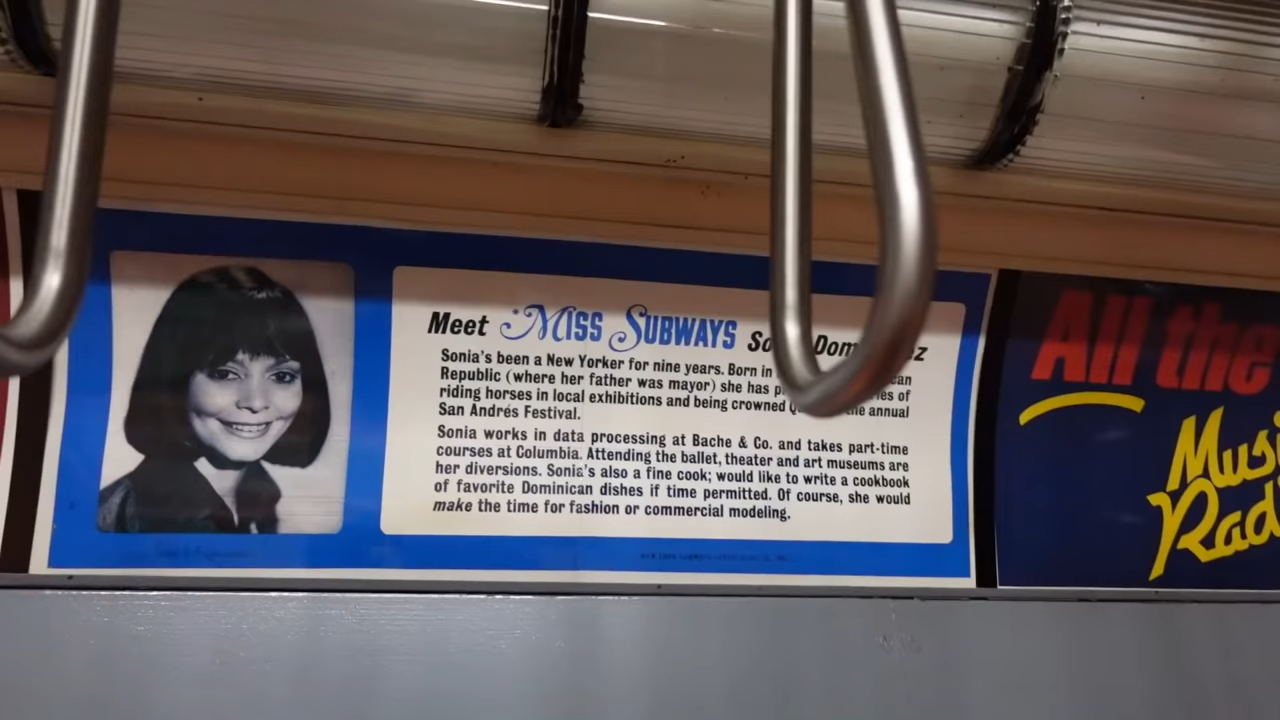 Meet Miss Subways
Sonia's been a New Yorker for nine years. Born in
Republic (where her father was mayor) she has
riding horses in local exhibitions and being crowned the annual
San Andrés Festival.
Sonia works in data processing at Bache & Co. and takes part-time
courses at Columbia. Attending the ballet, theater and art museums are
her diversions. Sonia's also a fine cook; would like to write a cookbook
of favorite Dominican dishes if time permitted. Of course, she would
make the time for fashion or commercial modeling.
All the
Musi
Rad